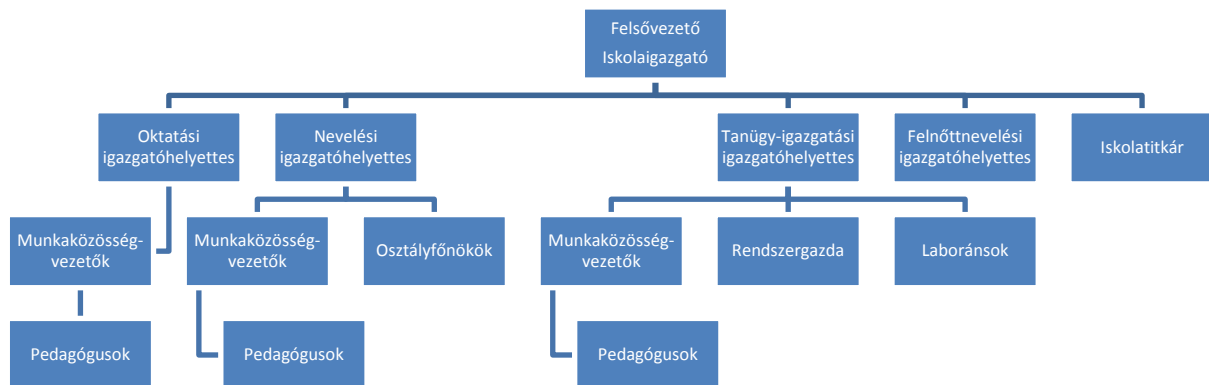 Felsővezető
Iskolaigazgató
Oktatási
igazgatóhelyettes
Nevelési
igazgatóhelyettes
Tanügy-igazgatási
igazgatóhelyettes
Felnőttnevelési
igazgatóhelyettes
Iskolatitkár
Munkaközösség-
vezetők
Munkaközösség-
vezetők
Osztályfőnökök
Munkaközösség-
vezetők
Rendszergazda
Laboránsok
Pedagógusok
Pedagógusok
Pedagógusok